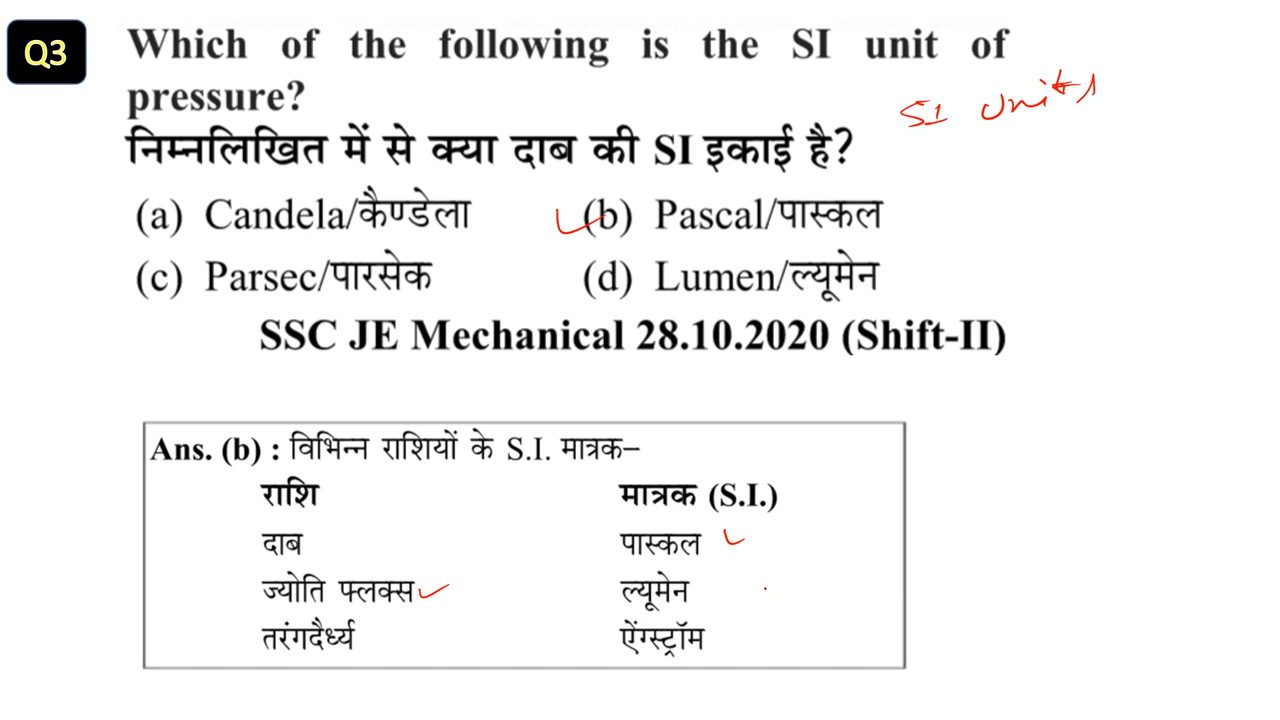 Q3
Which of the following is the SI unit of
pressure?
SI units
निम्नलिखित में से क्या दाब की SI इकाई है?
(a) Candela/कैण्डेला (b) Pascal/पास्कल
(c) Parsec/पारसेक (d) Lumen/ल्यूमेन
SSC JE Mechanical 28.10.2020 (Shift-II)
Ans. (b) : विभिन्न राशियों के S.I. मात्रक–
राशि मात्रक (S.I.)
दाब पास्कल
ज्योति फ्लक्स ल्यूमेन
तरंगदैर्ध्य ऐंग्स्ट्रॉम